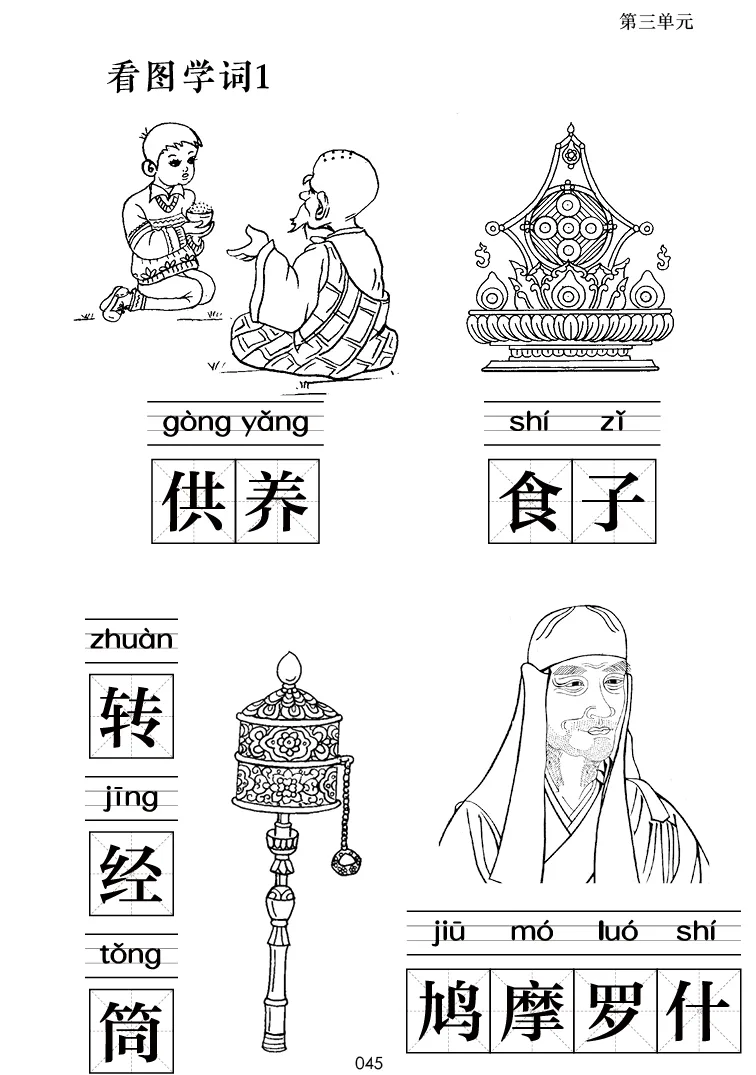 第三单元
看图学词1
gòng yǎng
供养
shí zǐ
食子
zhuàn
转
jīng
经
tǒng
筒
jiū mó luó shí
鸠摩罗什
045